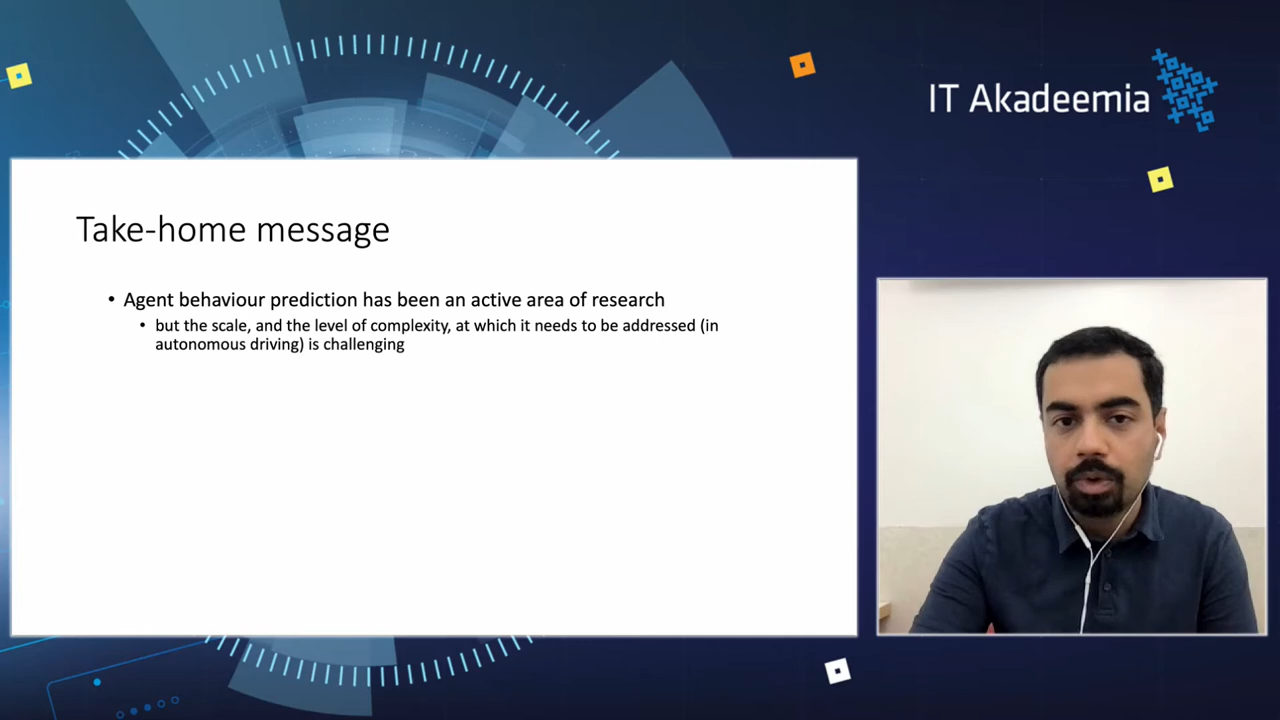 IT Akadeemia
Take-home message
• Agent behaviour prediction has been an active area of research
• but the scale, and the level of complexity, at which it needs to be addressed (in
autonomous driving) is challenging